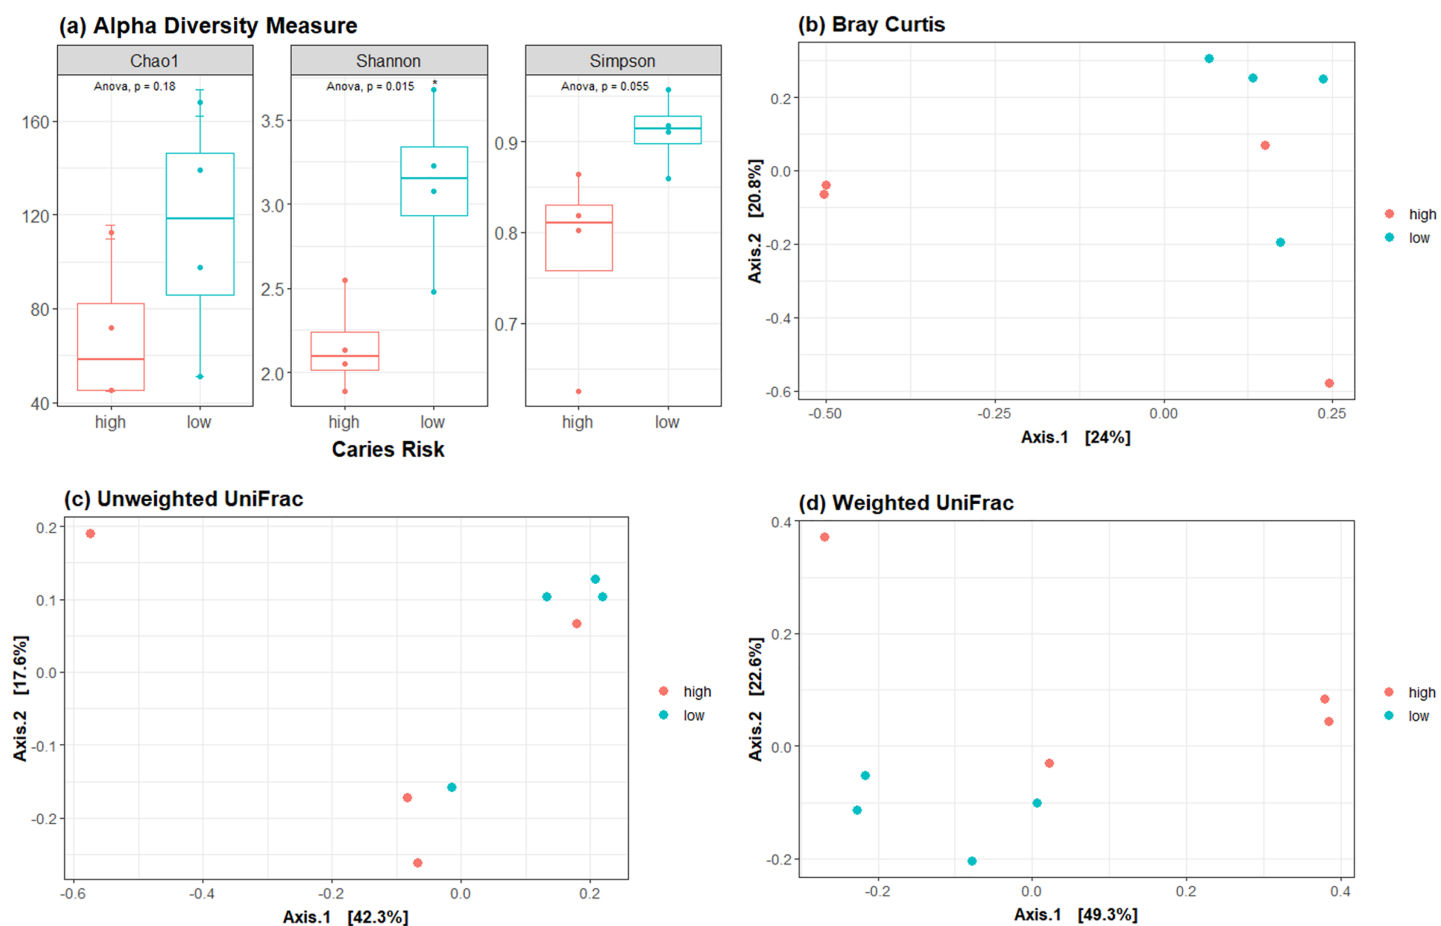 (a) Alpha Diversity Measure
Chao1
Shannon
Simpson
Anova, p = 0.18
Anova, p = 0.015
*
Anova, p = 0.055
160
120
80
40
3.5
3.0
2.5
2.0
0.9
0.8
0.7
high
low
high
low
high
low
Caries Risk
(b) Bray Curtis
Axis.2 [20.8%]
0.2
0.0
-0.2
-0.4
-0.6
-0.50
-0.25
0.00
0.25
Axis.1 [24%]
high
low
(c) Unweighted UniFrac
Axis.2 [17.6%]
0.2
0.1
0.0
-0.1
-0.2
-0.6
-0.4
-0.2
0.0
0.2
Axis.1 [42.3%]
high
low
(d) Weighted UniFrac
Axis.2 [22.6%]
0.4
0.2
0.0
-0.2
-0.2
0.0
0.2
0.4
Axis.1 [49.3%]
high
low